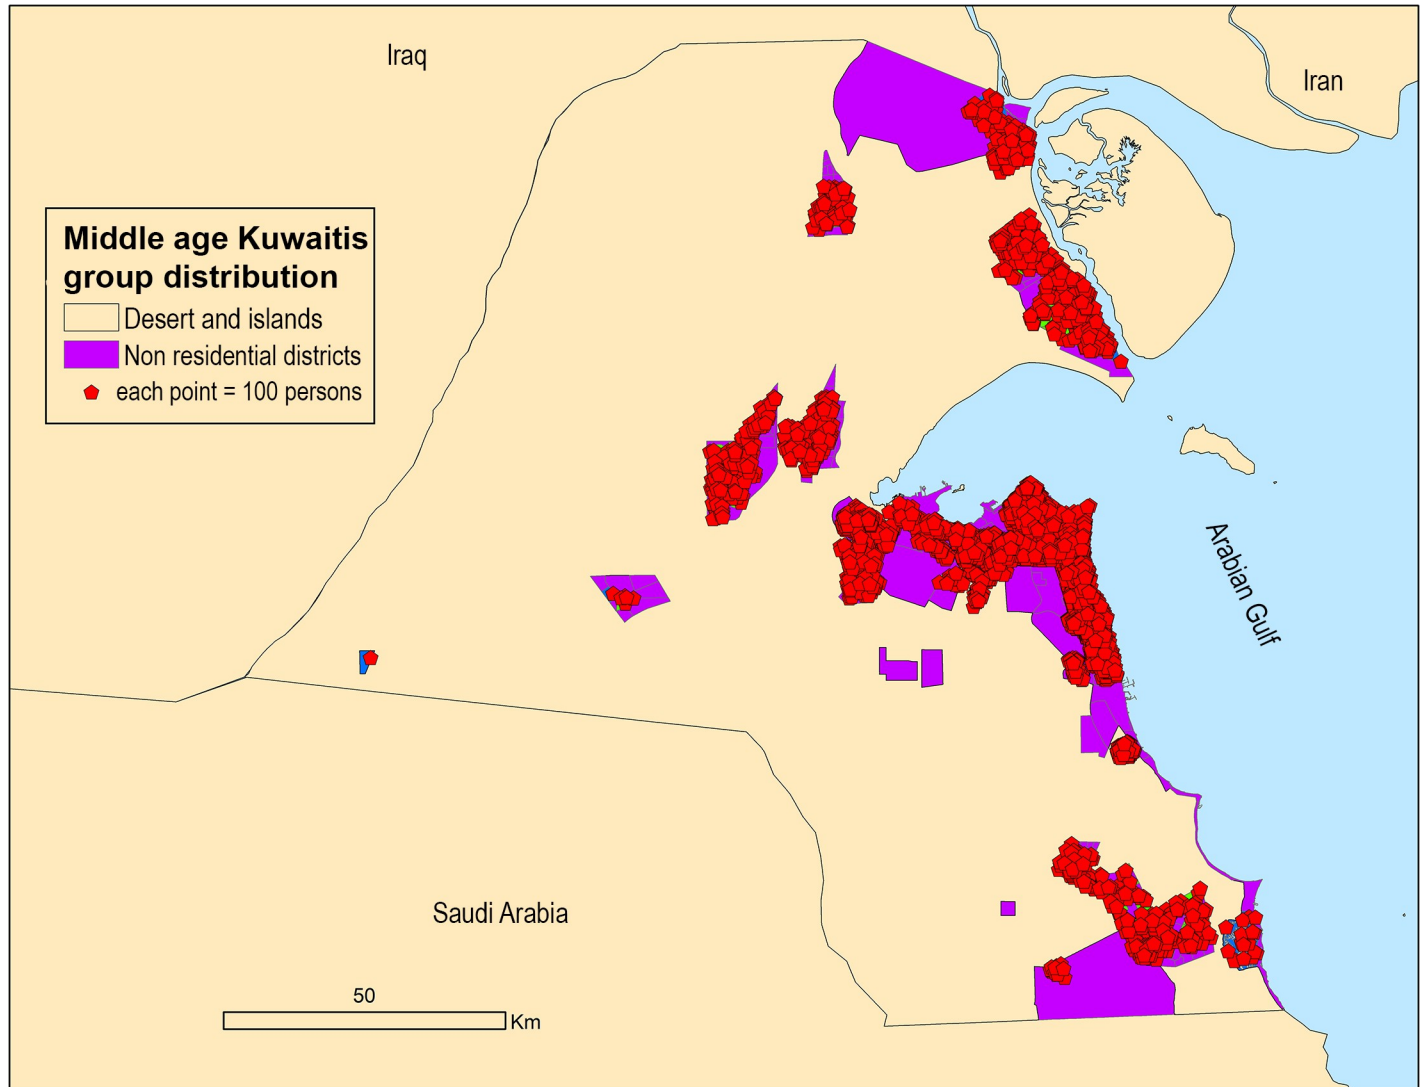 Iraq
Iran
Middle age Kuwaitis
group distribution
Desert and islands
Non residential districts
each point = 100 persons
Arabian Gulf
Saudi Arabia
50
Km